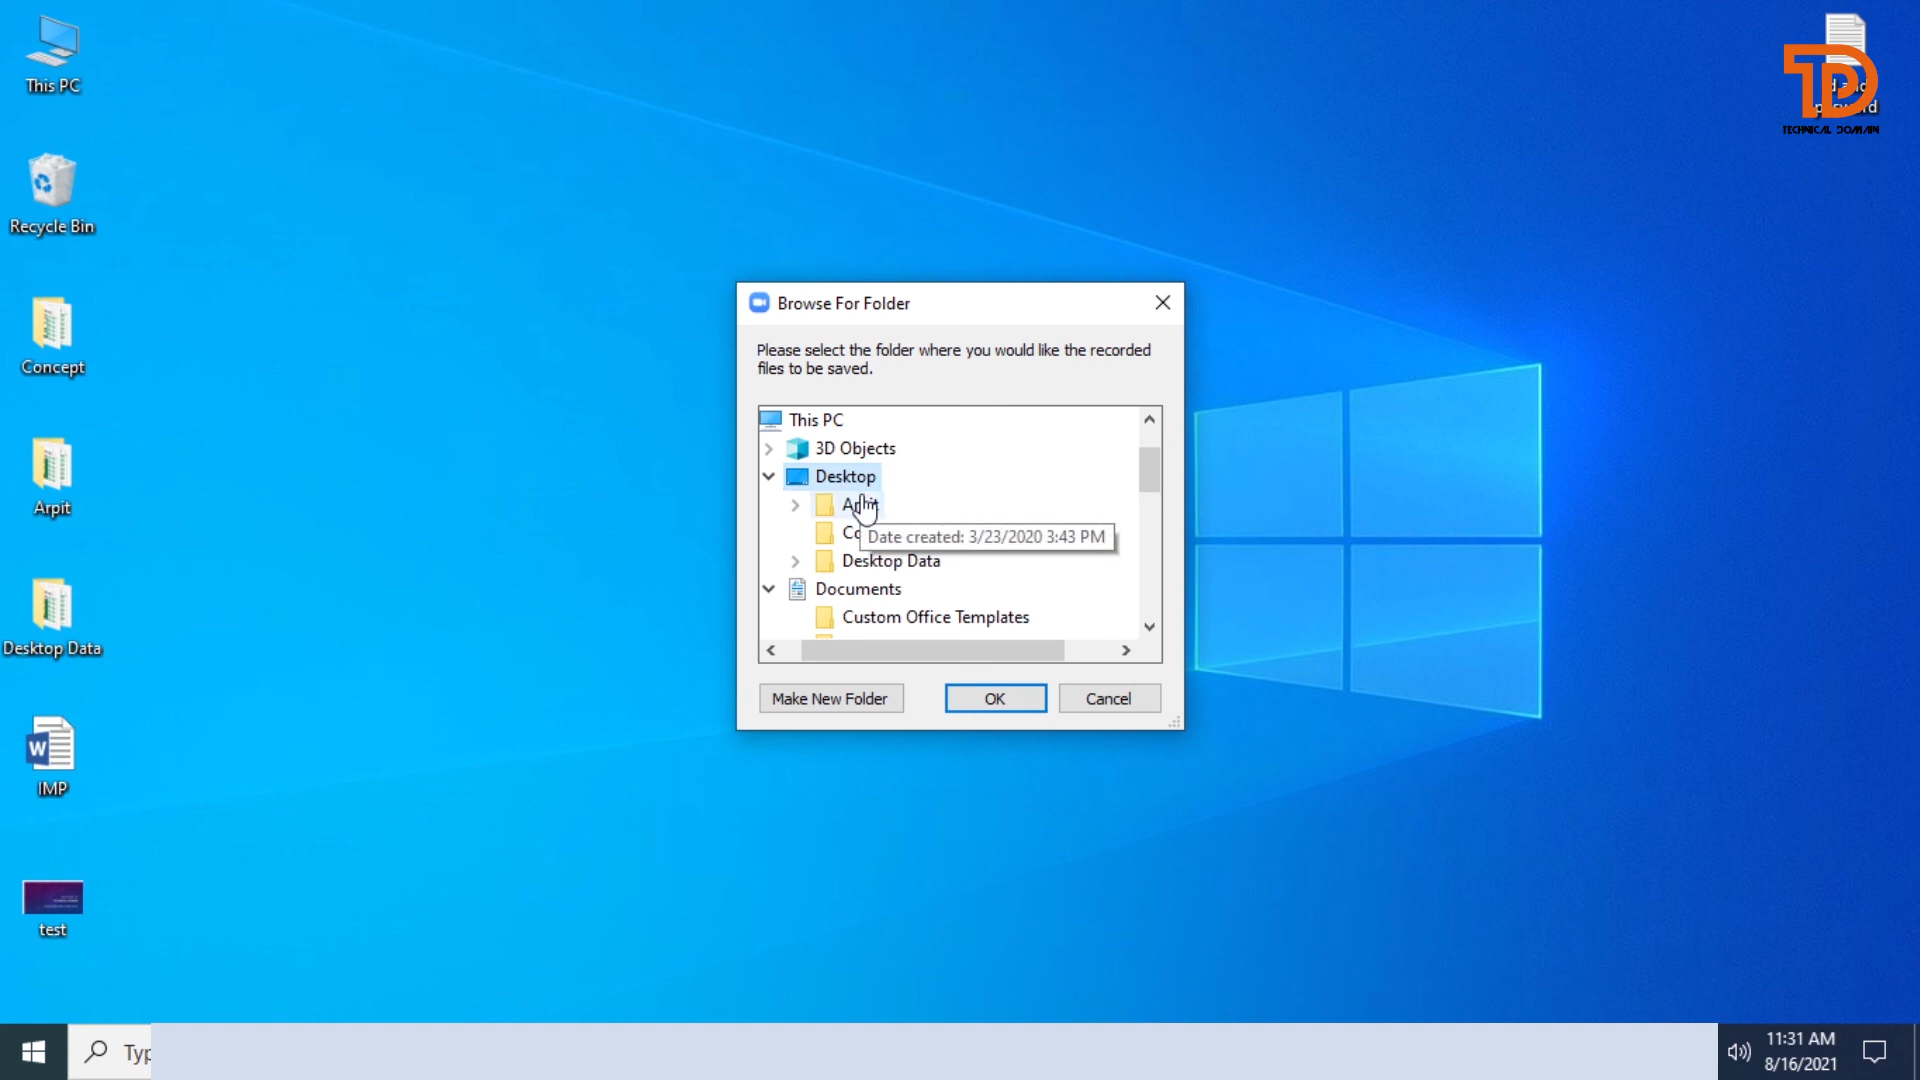 This PC
Recycle Bin
Concept
Arpit
Desktop Data
IMP
test
TECHNICAL DOMAIN
Browse For Folder
Please select the folder where you would like the recorded
files to be saved.
This PC
3D Objects
Desktop
Date created: 3/23/2020 3:43 PM
Desktop Data
Documents
Custom Office Templates
Make New Folder
OK
Cancel
Typ
11:31 AM
8/16/2021